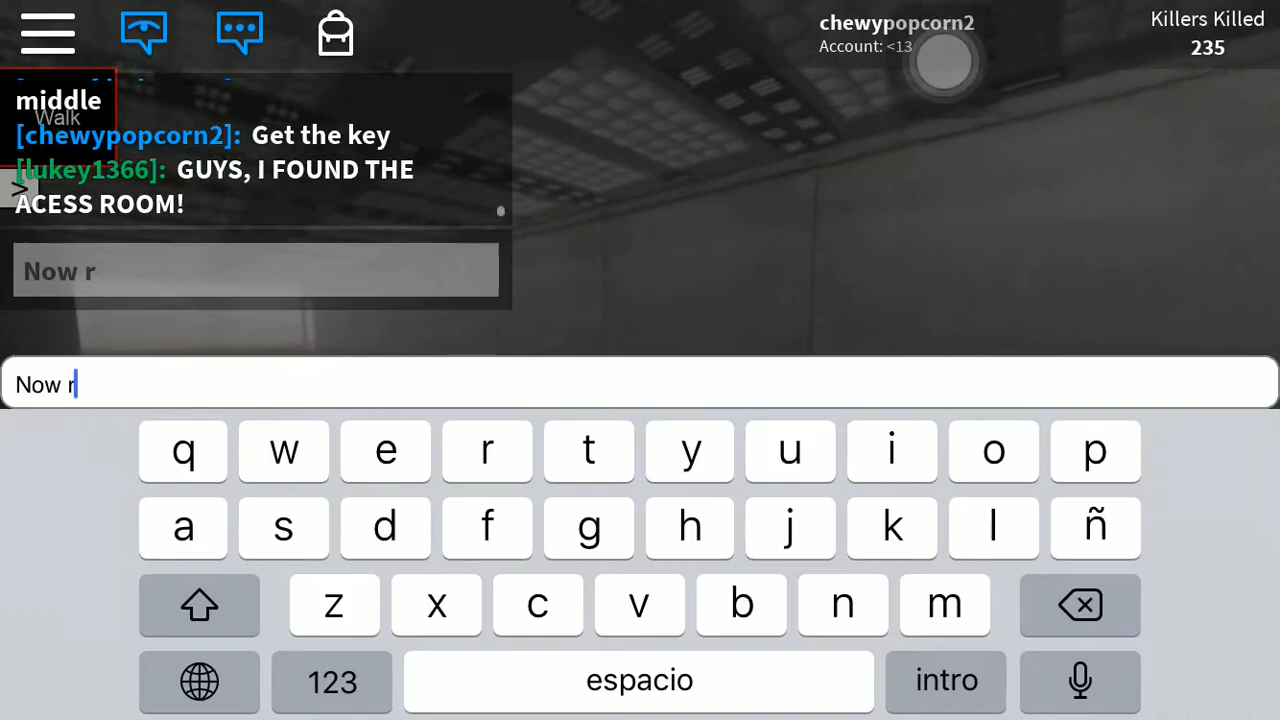 chewypopcorn2
Account: <13
Killers Killed
235
middle
Walk
[chewypopcorn2]: Get the key
[lukey1366]: GUYS, I FOUND THE
ACESS ROOM!
>
Now r
Now r
q w e r t y u i o p
a s d f g h j k l ñ
z x c v b n m
123 espacio intro